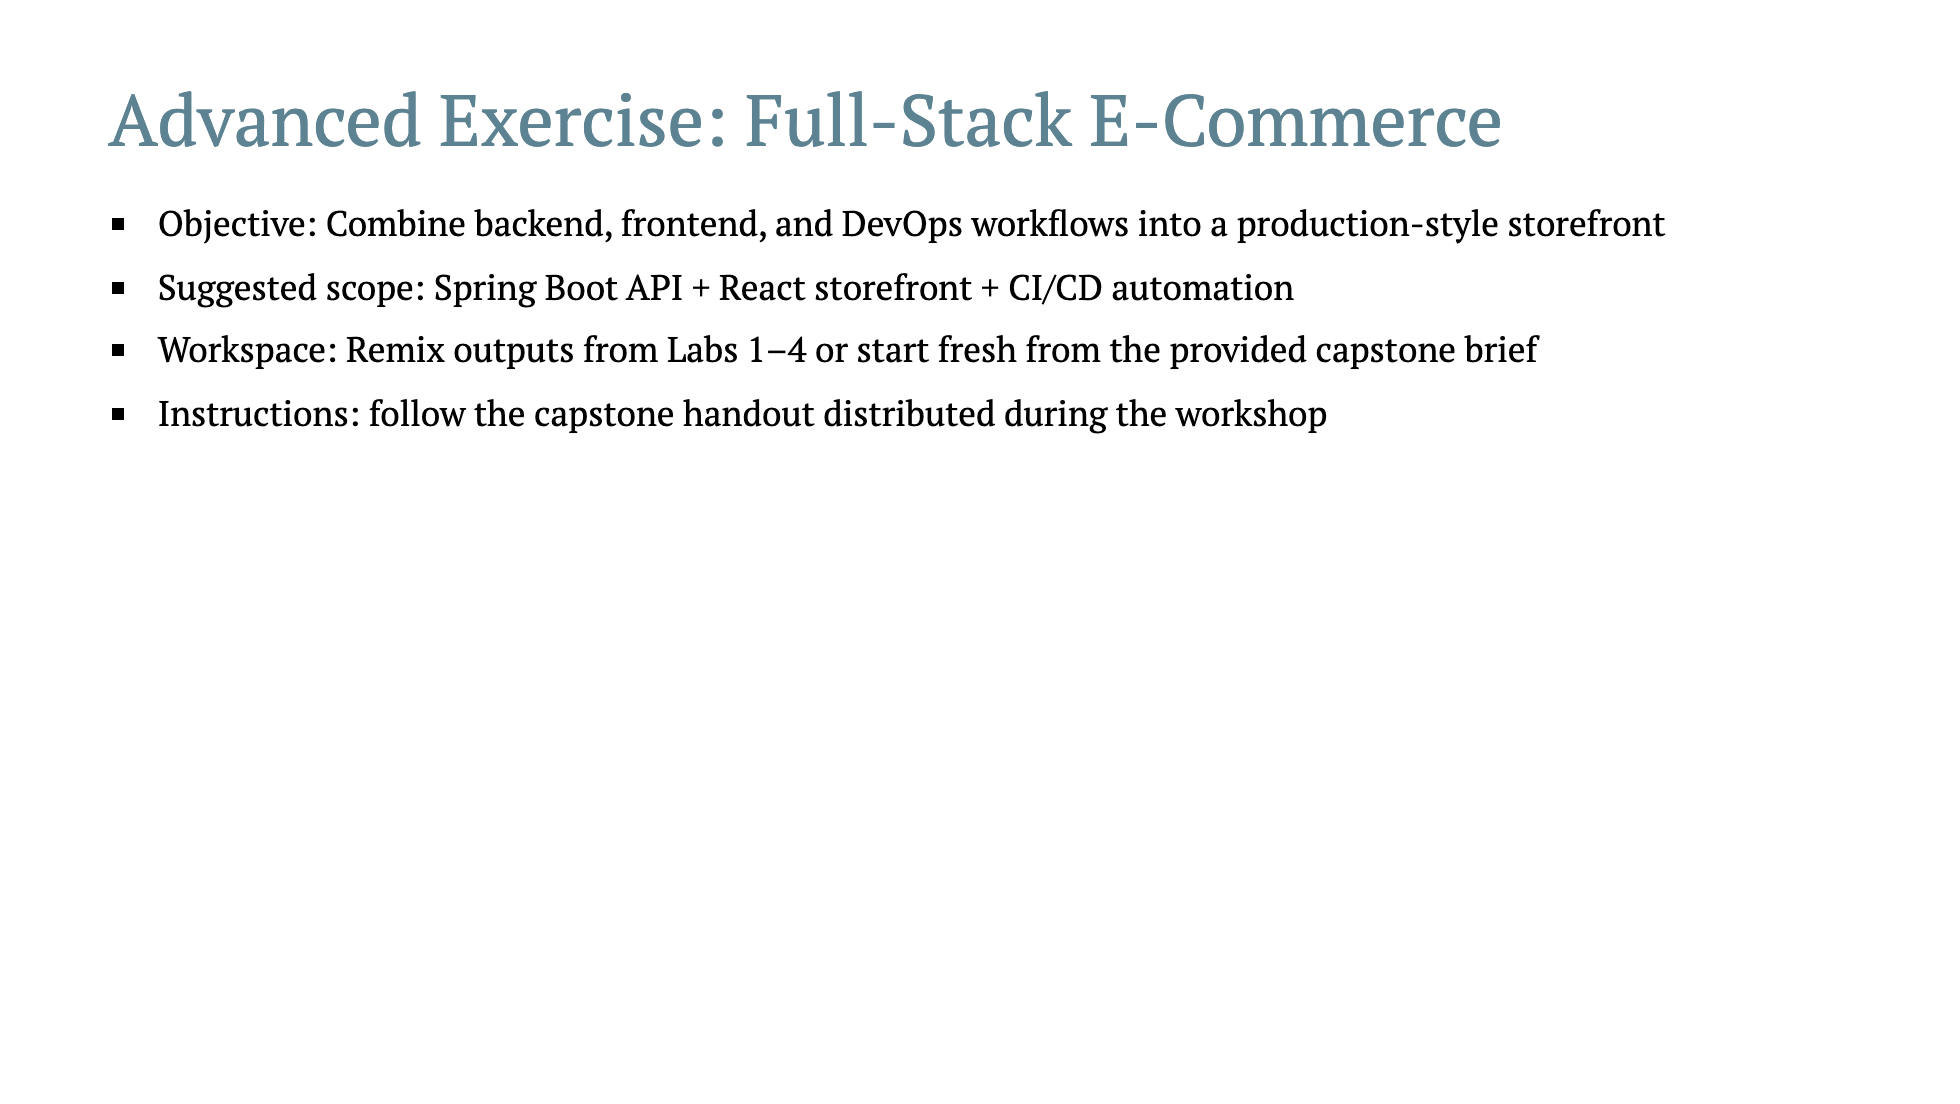 Advanced Exercise: Full-Stack E-Commerce
▪ Objective: Combine backend, frontend, and DevOps workflows into a production-style storefront
▪ Suggested scope: Spring Boot API + React storefront + CI/CD automation
▪ Workspace: Remix outputs from Labs 1–4 or start fresh from the provided capstone brief
▪ Instructions: follow the capstone handout distributed during the workshop